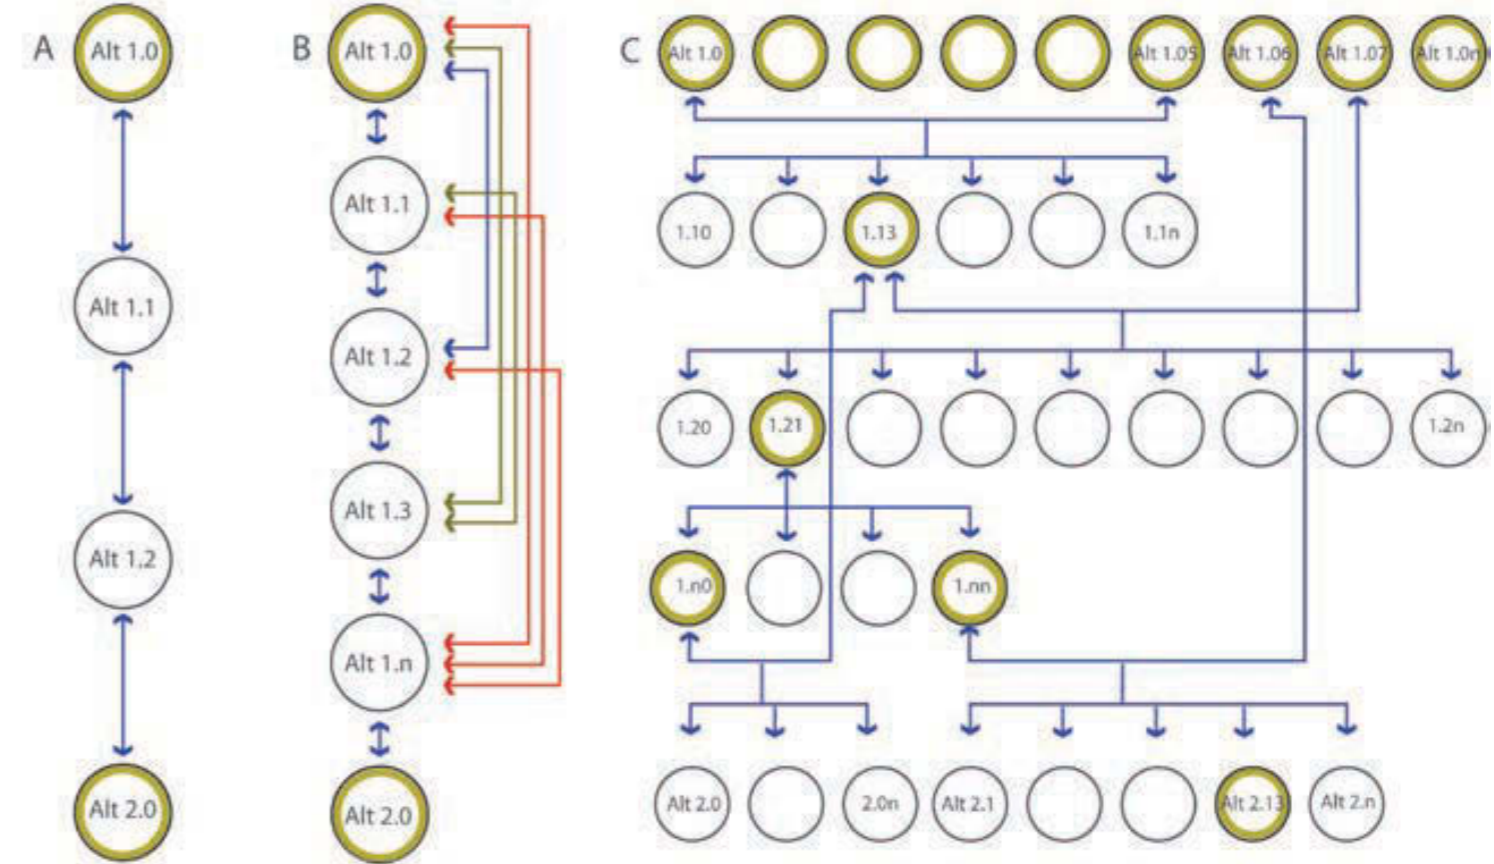 A
Alt 1.0
Alt 1.1
Alt 1.2
Alt 2.0
B
Alt 1.0
Alt 1.1
Alt 1.2
Alt 1.3
Alt 1.n
Alt 2.0
C
Alt 1.0 Alt 1.05 Alt 1.06 Alt 1.07 Alt 1.0n
1.10 1.13 1.1n
1.20 1.21 1.2n
1.n0 1.nn
Alt 2.0 2.0n Alt 2.1 Alt 2.13 Alt 2.n